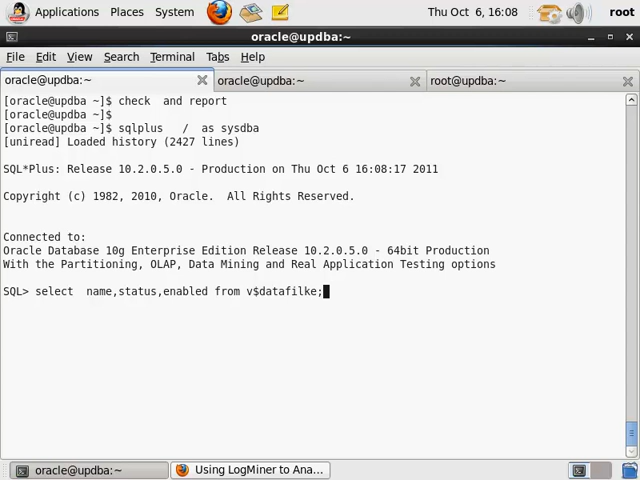 Applications Places System Thu Oct 6, 16:08 root
oracle@updba:~
File Edit View Search Terminal Tabs Help
oracle@updba:~ oracle@updba:~ root@updba:~
[oracle@updba ~]$ check  and report
[oracle@updba ~]$
[oracle@updba ~]$ sqlplus   /  as sysdba
[unread] Loaded history (2427 lines)
SQL*Plus: Release 10.2.0.5.0 - Production on Thu Oct 6 16:08:17 2011
Copyright (c) 1982, 2010, Oracle.  All Rights Reserved.
Connected to:
Oracle Database 10g Enterprise Edition Release 10.2.0.5.0 - 64bit Production
With the Partitioning, OLAP, Data Mining and Real Application Testing options
SQL> select  name,status,enabled from v$datafilke;
oracle@updba:~ Using LogMiner to Ana...